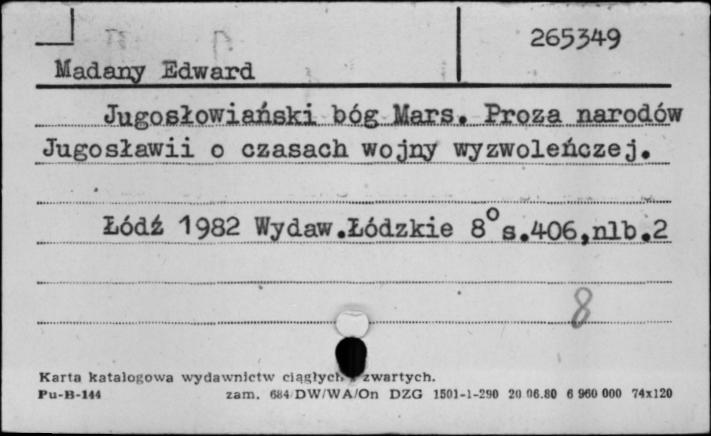 265349
Madany Edward
Jugosłowiański bóg Mars. Proza narodów
Jugosławii o czasach wojny wyzwoleńczej.
Łódź 1982 Wydaw.Łódzkie 8° s.406,nlb.2
8
Karta katalogowa wydawnictw ciągłych zwartych.
Pu-B-144 zam. 684/DW/WA/On DZG 1501-1-290 20 06.80 6 960 000 74x120